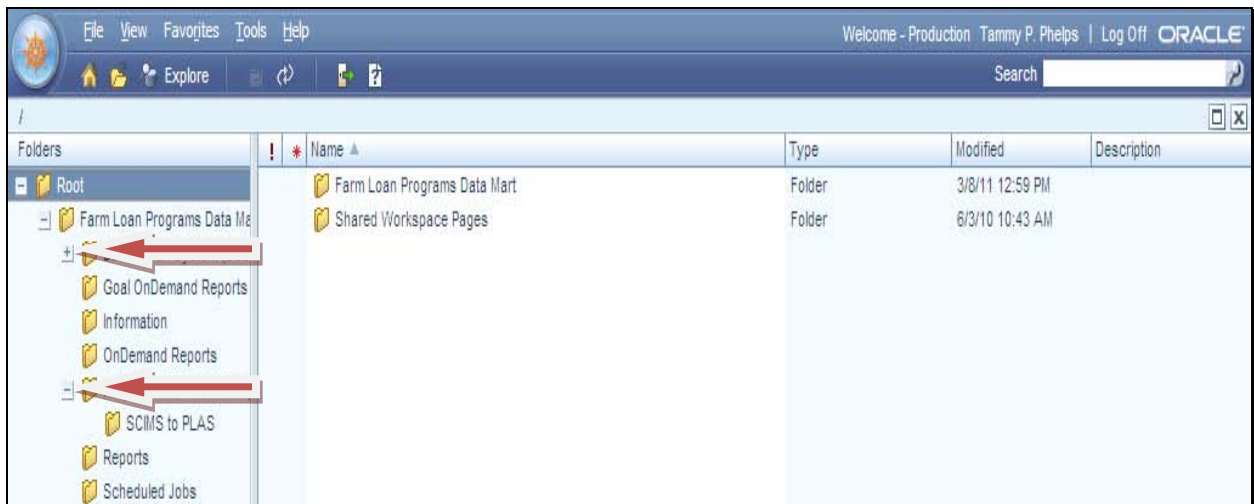 File View Favorites Tools Help
Welcome - Production Tammy P. Phelps | Log Off ORACLE
Explore
Search
/
Folders
! * Name Type Modified Description
Root
Farm Loan Programs Data Mart Folder 3/8/11 12:59 PM
Farm Loan Programs Data Ma
Shared Workspace Pages Folder 6/3/10 10:43 AM
Goal OnDemand Reports
Information
OnDemand Reports
SCIMS to PLAS
Reports
Scheduled Jobs